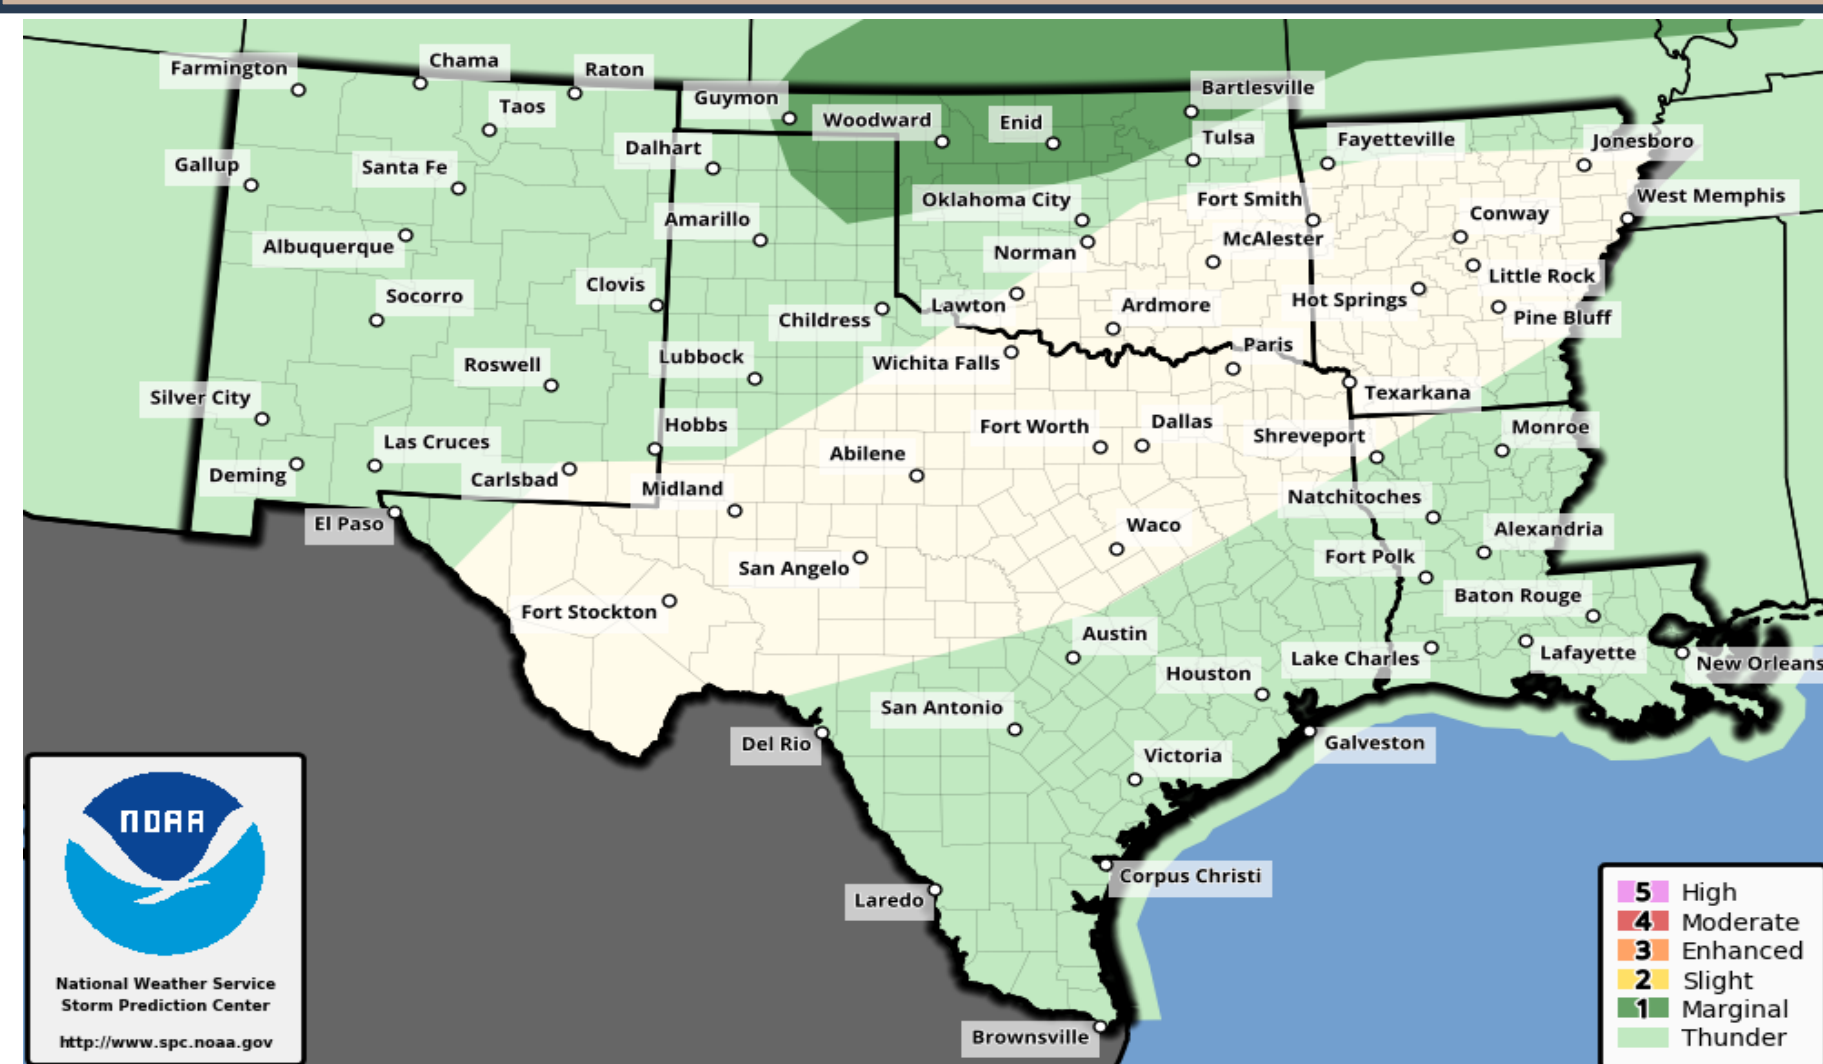 Farmington
Chama
Raton
Taos
Guymon
Woodward
Enid
Bartlesville
Tulsa
Fayetteville
Jonesboro
Gallup
Santa Fe
Dalhart
Oklahoma City
Fort Smith
West Memphis
Albuquerque
Amarillo
Norman
McAlester
Conway
Socorro
Clovis
Childress
Lawton
Ardmore
Hot Springs
Little Rock
Pine Bluff
Roswell
Lubbock
Wichita Falls
Paris
Texarkana
Silver City
Hobbs
Las Cruces
Abilene
Fort Worth
Dallas
Shreveport
Monroe
Deming
Carlsbad
Midland
Natchitoches
El Paso
Waco
Alexandria
San Angelo
Fort Polk
Fort Stockton
Baton Rouge
Austin
Lake Charles
Lafayette
New Orleans
Houston
San Antonio
Del Rio
Galveston
Victoria
Corpus Christi
Laredo
Brownsville
NOAA
National Weather Service
Storm Prediction Center
http://www.spc.noaa.gov
5 High
4 Moderate
3 Enhanced
2 Slight
1 Marginal
Thunder